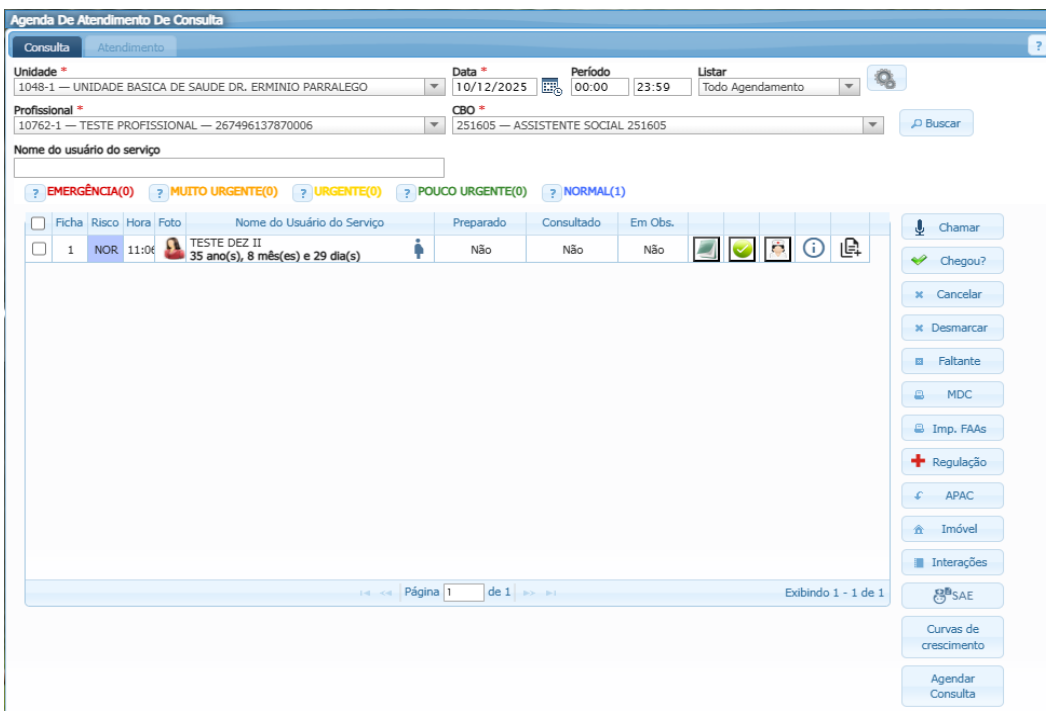 Agenda De Atendimento De Consulta
Consulta Atendimento ?
Unidade * Data * Período Listar
1048-1 — UNIDADE BASICA DE SAUDE DR. ERMINIO PARRALEGO 10/12/2025 00:00 23:59 Todo Agendamento
Profissional * CBO *
10762-1 — TESTE PROFISSIONAL — 267496137870006 251605 — ASSISTENTE SOCIAL 251605 Buscar
Nome do usuário do serviço
? EMERGÊNCIA(0) ? MUITO URGENTE(0) ? URGENTE(0) ? POUCO URGENTE(0) ? NORMAL(1)
Ficha Risco Hora Foto Nome do Usuário do Serviço Preparado Consultado Em Obs.
1 NOR 11:06 TESTE DEZ II Não Não Não
35 ano(s), 8 mês(es) e 29 dia(s)
Chamar
Chegou?
Cancelar
Desmarcar
Faltante
MDC
Imp. FAAs
Regulação
APAC
Imóvel
Interações
Página 1 de 1 Exibindo 1 - 1 de 1
SAE
Curvas de
crescimento
Agendar
Consulta